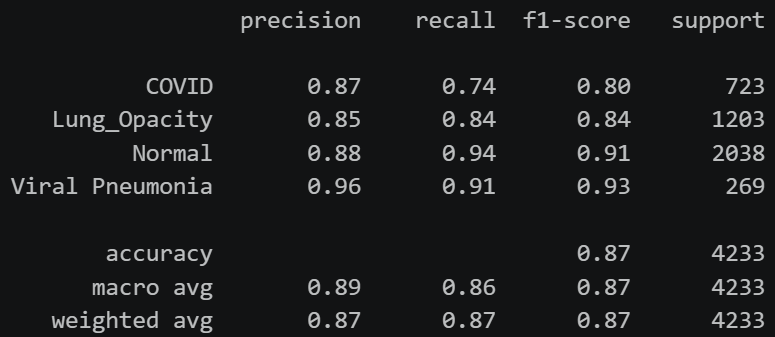 precision recall f1-score support
COVID 0.87 0.74 0.80 723
Lung_Opacity 0.85 0.84 0.84 1203
Normal 0.88 0.94 0.91 2038
Viral Pneumonia 0.96 0.91 0.93 269
accuracy 0.87 4233
macro avg 0.89 0.86 0.87 4233
weighted avg 0.87 0.87 0.87 4233